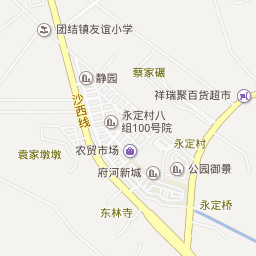 团结镇友谊小学
蔡家碾
静园
祥瑞聚百货超市
沙西线
永定村八
组100号院
永定村
农贸市场
袁家墩墩
公园御景
府河新城
永定桥
东林寺